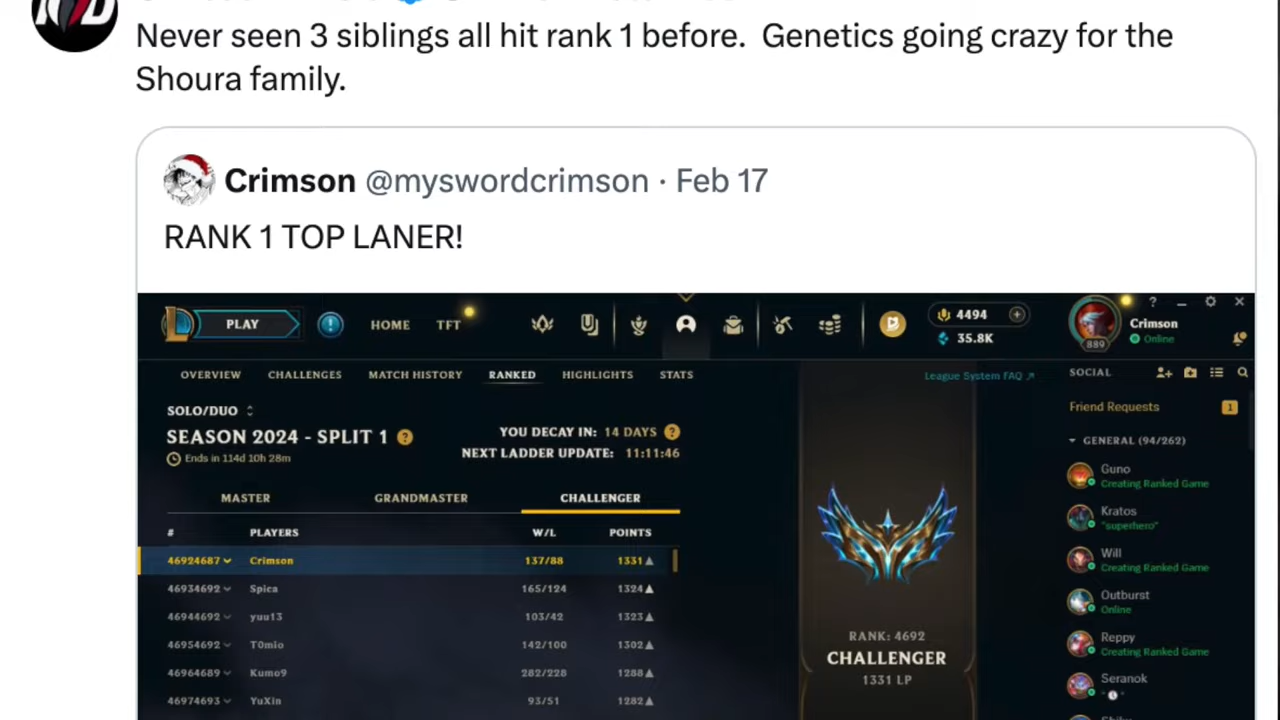 Never seen 3 siblings all hit rank 1 before. Genetics going crazy for the
Shoura family.
Crimson @myswordcrimson · Feb 17
RANK 1 TOP LANER!
PLAY
HOME
TFT
4494
35.8K
889
Crimson
Online
OVERVIEW CHALLENGES MATCH HISTORY RANKED HIGHLIGHTS STATS
League System FAQ ↗
SOCIAL
SOLO/DUO
SEASON 2024 - SPLIT 1 ?
Ends in 114d 10h 28m
YOU DECAY IN: 14 DAYS ?
NEXT LADDER UPDATE: 11:11:46
MASTER GRANDMASTER CHALLENGER
# PLAYERS W/L POINTS
46924687 Crimson 137/88 1331
46934692 Spica 165/124 1324
46944692 yuu13 103/42 1323
46954692 T0mio 142/100 1302
46964689 Kumo9 282/228 1288
46974693 YuXin 93/51 1282
RANK: 4692
CHALLENGER
1331 LP
Friend Requests 1
GENERAL (94/262)
Guno
Creating Ranked Game
Kratos
"superhero"
Will
Creating Ranked Game
Outburst
Online
Reppy
Creating Ranked Game
Seranok